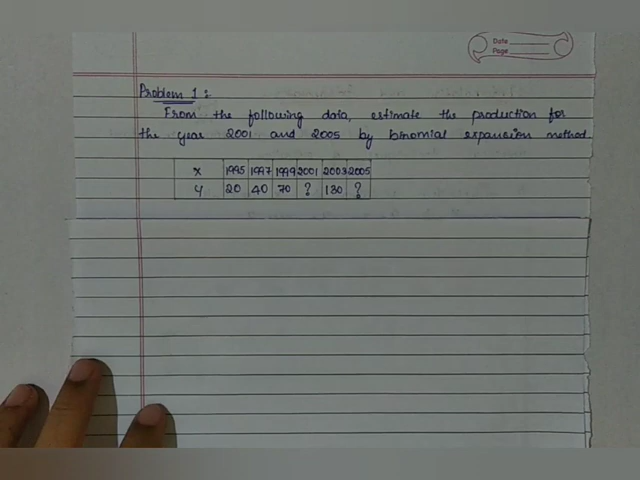 Date
Page
Problem 1:
From the following data, estimate the production for
the year 2001 and 2005 by binomial expansion method
x 1995 1997 1999 2001 2003 2005
y 20 40 70 ? 130 ?